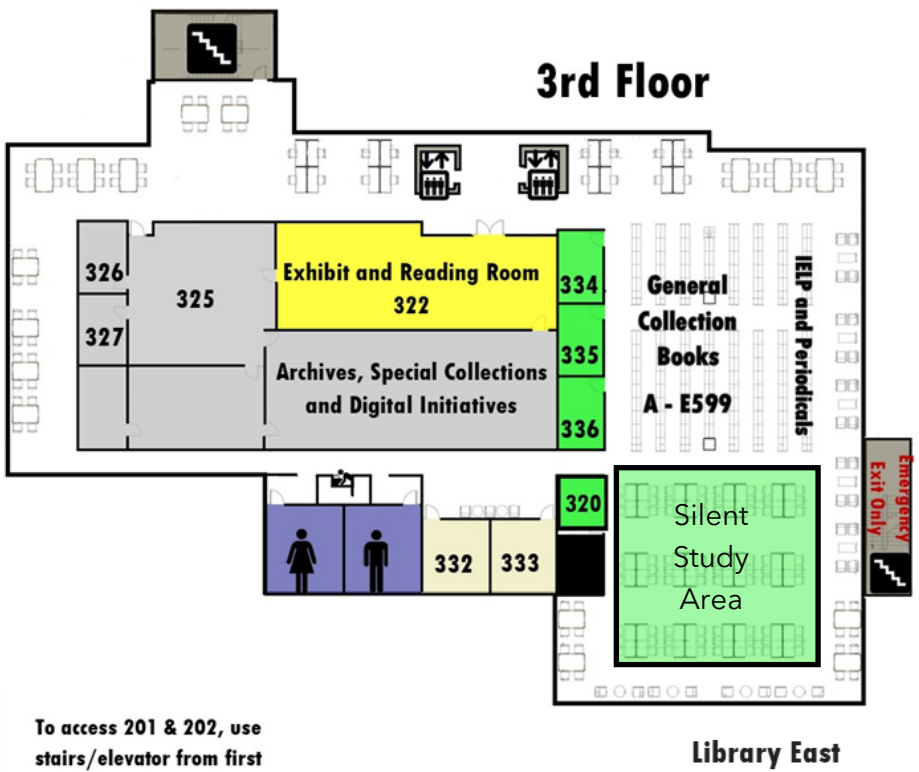 3rd Floor
326
325
327
Exhibit and Reading Room
322
Archives, Special Collections
and Digital Initiatives
334
335
336
General
Collection
Books
A - E599
IELP and Periodicals
Emergency
Exit Only
320
332
333
Silent
Study
Area
To access 201 & 202, use
stairs/elevator from first
Library East